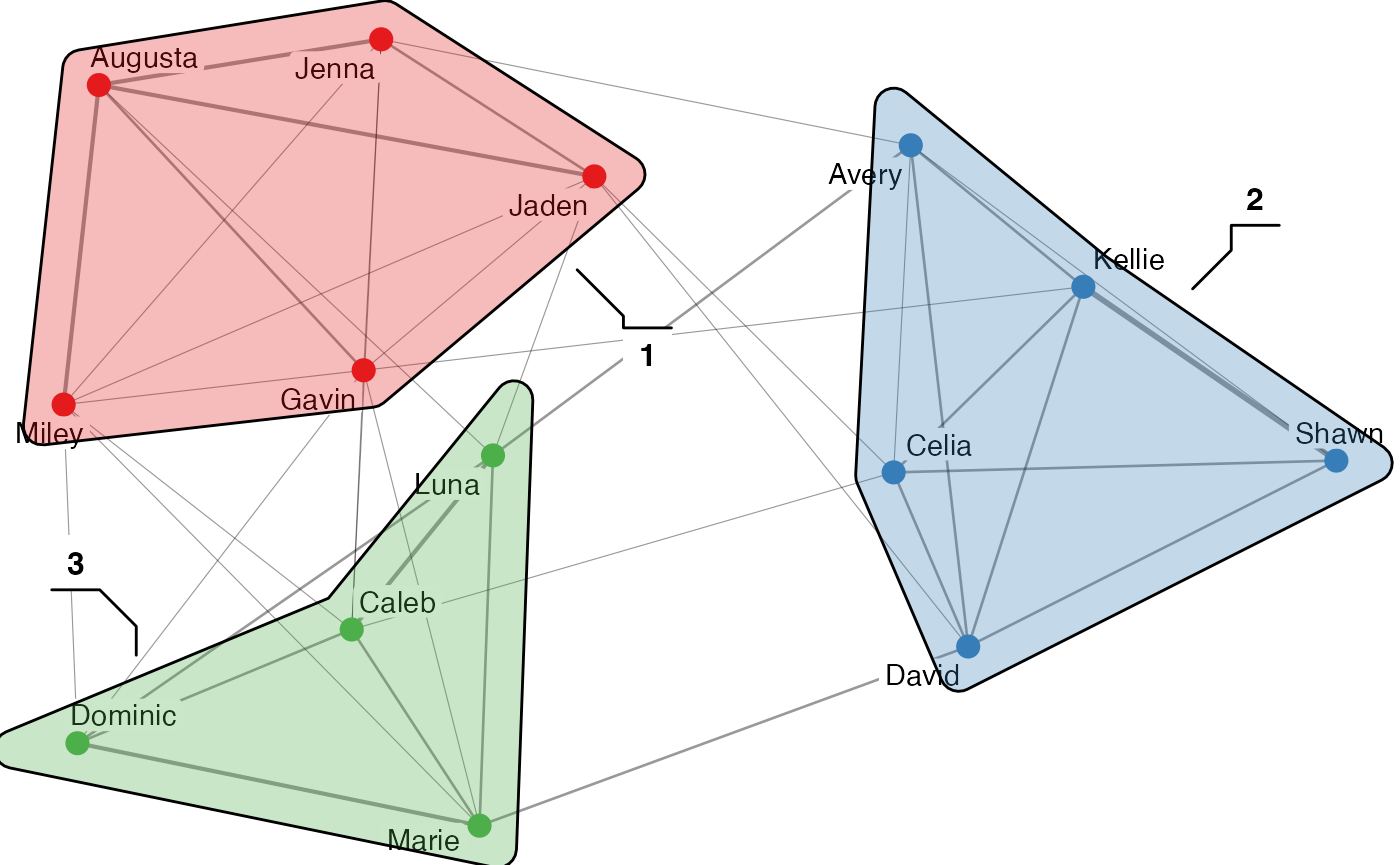 Augusta
Jenna
Avery
Jaden
2
Kellie
1
Gavin
Miley
Shawn
Celia
Luna
3
Caleb
David
Dominic
Marie